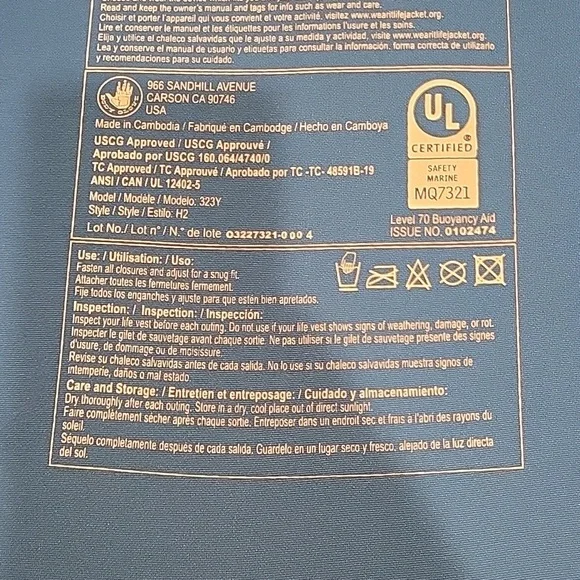 Read and keep the owner's manual and tags for info such as wear and care.
Choisir et porter l'appareil qui vous convient et votre activité, visitez www.wearitlifejacket.org.
Lire et conserver le manuel et les étiquettes pour les informations l'usure et les soins.
Elija y utilice el chaleco salvavidas que le ajuste a su medida y actividad, visite www.wearitlifejacket.org.
Lea y conserve el manual de usuario y etiquetas para consultar la información. forma correcta de utilizarlo
y recomendaciones para su cuidado.
BODY GLOVE
966 SANDHILL AVENUE
CARSON CA 90746
USA
Made in Cambodia / Fabriqué en Cambodge / Hecho en Camboya
USCG Approved / USCG Approuvé /
Aprobado por USCG 160.064/4740/0
TC Approved / TC Approuvé / Aprobado por TC -TC- 48591B-19
ANSI / CAN / UL 12402-5
Model / Modèle / Modelo: 323Y
Style / Style / Estilo: H2
Lot No./ Lot n° / N.° de lote 03227321-0 00 4
UL
®
CERTIFIED
SAFETY
MARINE
MQ7321
Level 70 Buoyancy Aid
ISSUE NO. 0102474
Use: / Utilisation: / Uso:
Fasten all closures and adjust for a snug fit.
Attacher toutes les fermetures fermement.
Fije todos los enganches y ajuste para que estén bien apretados.
Inspection: / Inspection: / Inspección:
Inspect your life vest before each outing. Do not use if your life vest shows signs of weathering, damage, or rot.
Inspecter le gilet de sauvetage avant chaque sortie. Ne pas utiliser si le gilet de sauvetage présente des signes
d'usure, de dommage ou de moisissure.
Revise su chaleco salvavidas antes de cada salida. No lo use si su chaleco salvavidas muestra signos de
intemperie, daños o mal estado.
Care and Storage: / Entretien et entreposage: / Cuidado y almacenamiento:
Dry thoroughly after each outing. Store in a dry, cool place out of direct sunlight.
Faire complètement sécher après chaque sortie. Entreposer dans un endroit sec et frais à l'abri des rayons du
soleil.
Séquelo completamente después de cada salida. Guardelo en un lugar seco y fresco, alejado de la luz directa
del sol.